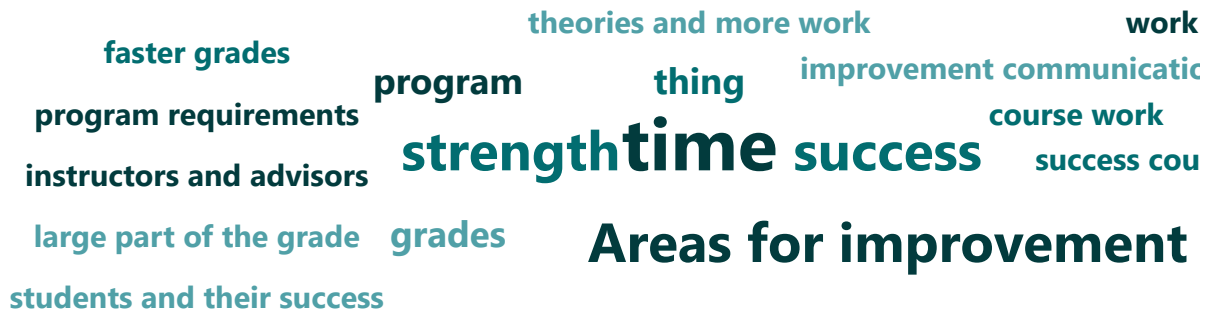 theories and more work
work
faster grades
program
thing
improvement communicatic
program requirements
course work
strength
time
success
success cou
instructors and advisors
large part of the grade
grades
Areas for improvement
students and their success